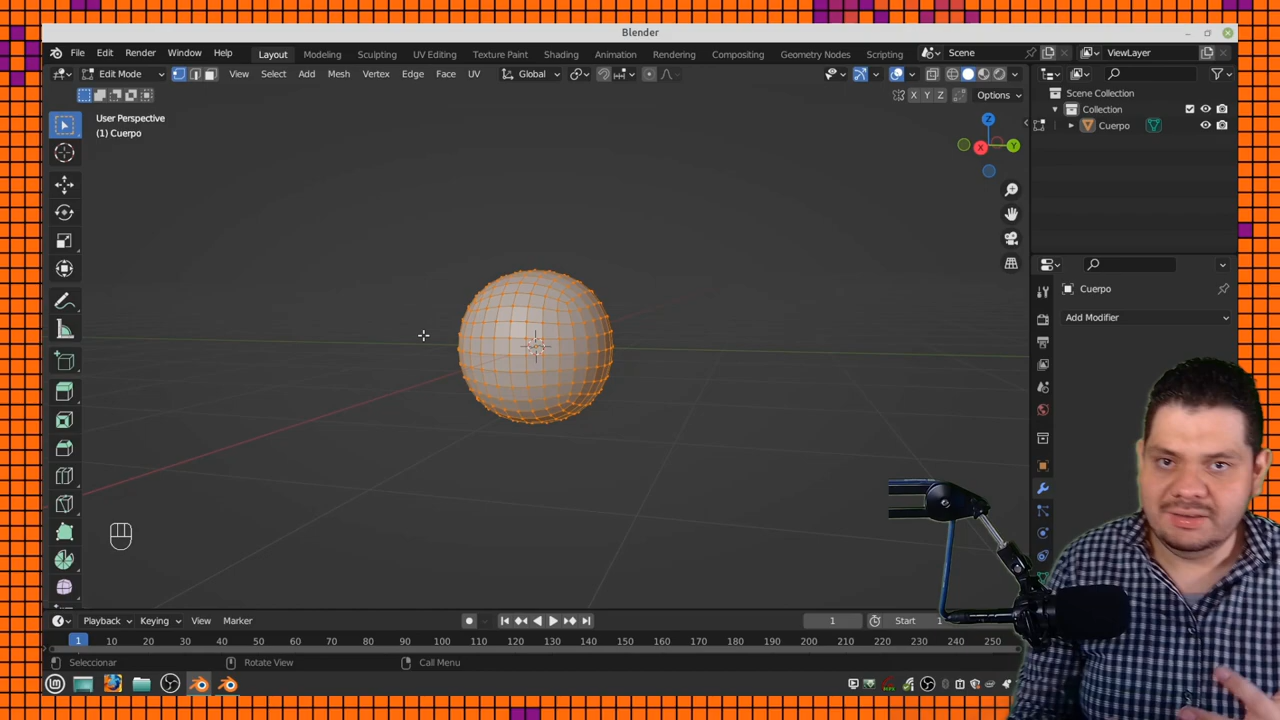 Blender
File Edit Render Window Help Layout Modeling Sculpting UV Editing Texture Paint Shading Animation Rendering Compositing Geometry Nodes Scripting Scene ViewLayer
Edit Mode View Select Add Mesh Vertex Edge Face UV Global
X Y Z Options
Scene Collection
Collection
Cuerpo
User Perspective
(1) Cuerpo
Z
X
Y
Cuerpo
Add Modifier
Playback Keying View Marker 1 Start 1
1 10 20 30 40 50 60 70 80 90 100 110 120 130 140 150 160 170 180 190 200 210 220 230 240 250
Seleccionar Rotate View Call Menu